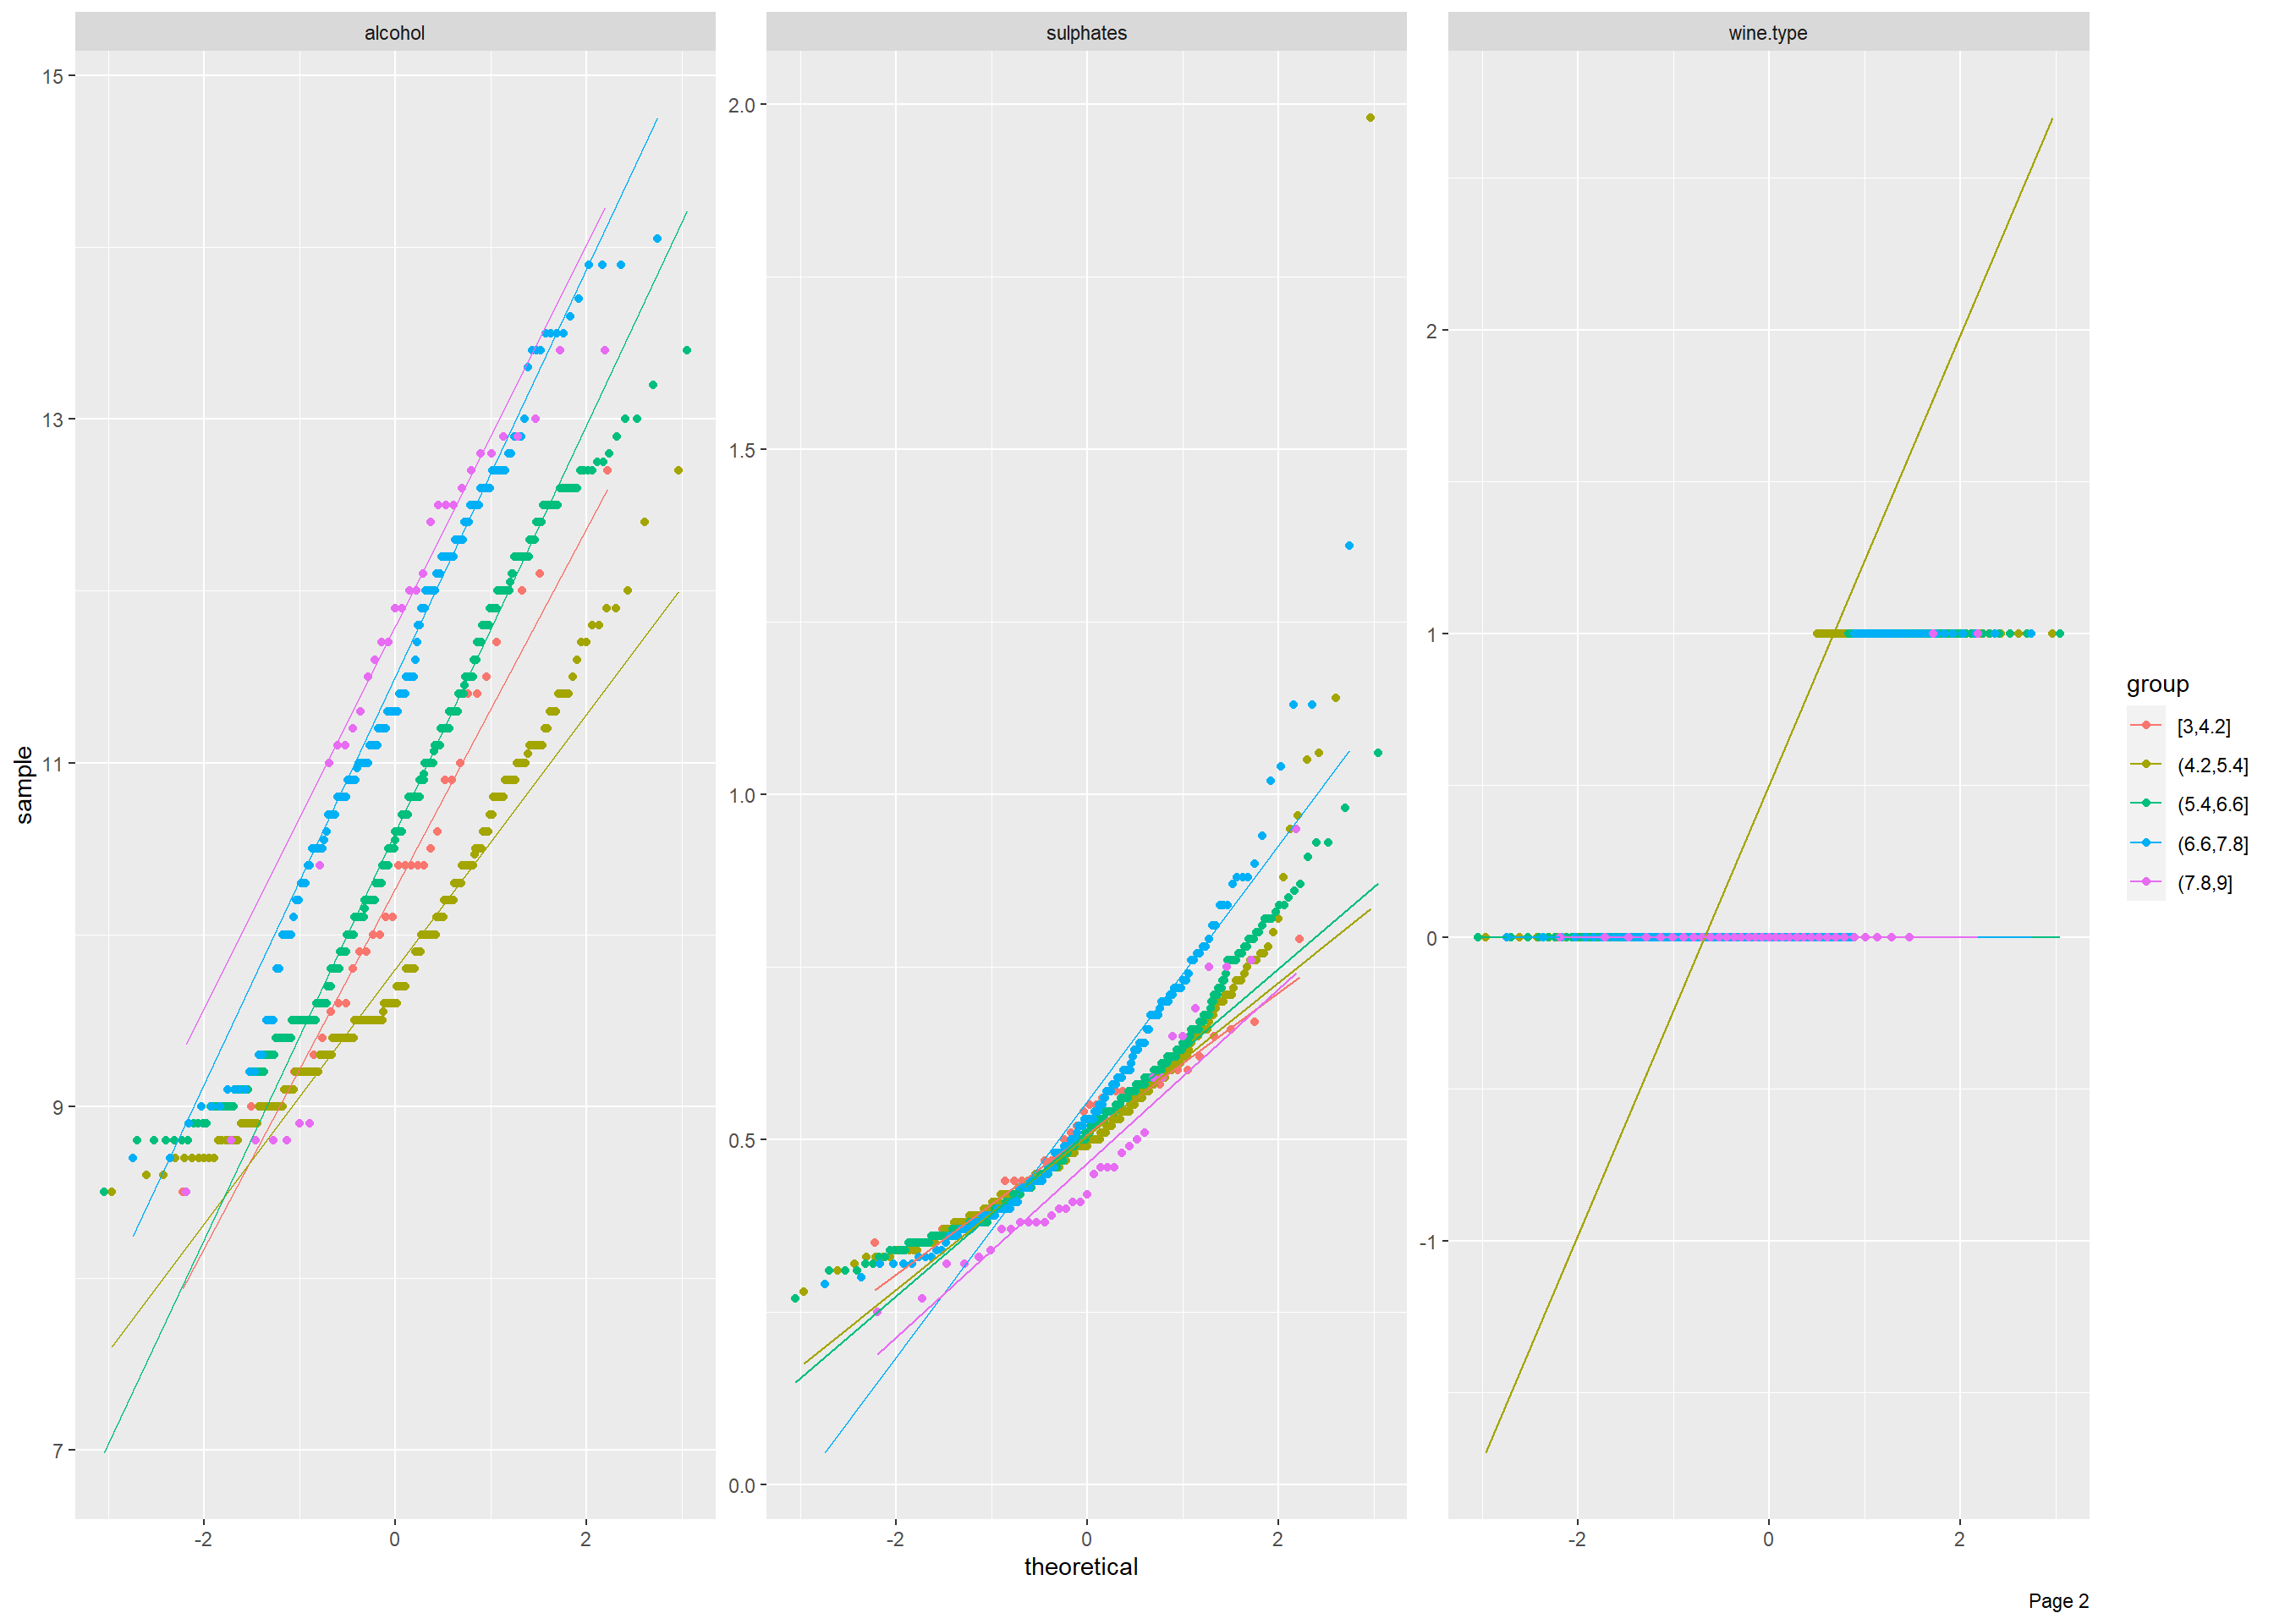 alcohol
sulphates
wine.type
15
13
11
9
7
2.0
1.5
1.0
0.5
0.0
2
1
0
-1
sample
-2 0 2
-2 0 2
-2 0 2
theoretical
group
[3,4.2]
(4.2,5.4]
(5.4,6.6]
(6.6,7.8]
(7.8,9]
Page 2